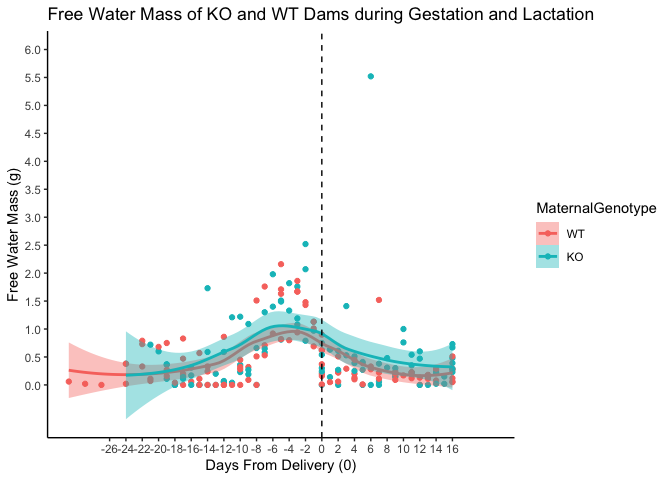 Free Water Mass of KO and WT Dams during Gestation and Lactation
6.0
5.5
5.0
4.5
4.0
3.5
3.0
2.5
2.0
1.5
1.0
0.5
0.0
Free Water Mass (g)
-26 -24 -22 -20 -18 -16 -14 -12 -10 -8 -6 -4 -2 0 2 4 6 8 10 12 14 16
Days From Delivery (0)
MaternalGenotype
WT
KO